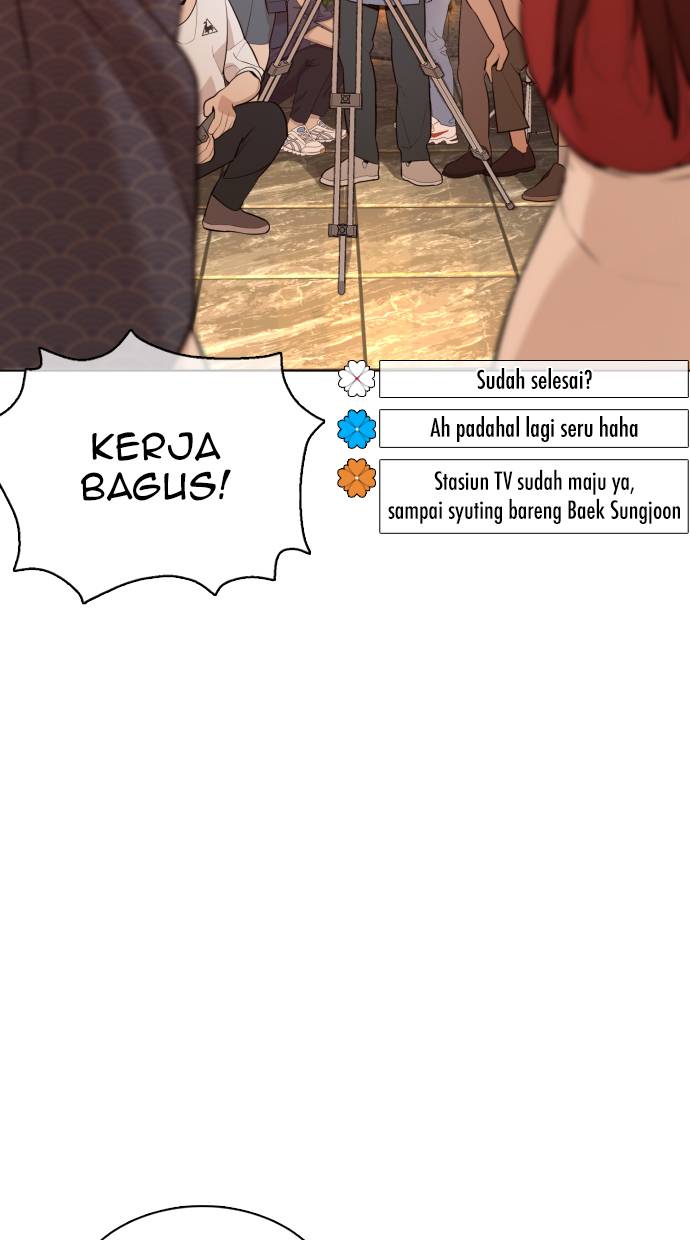 Sudah selesai?
Ah padahal lagi seru haha
Stasiun TV sudah maju ya,
sampai syuting bareng Baek Sungjoon
KERJA
BAGUS!